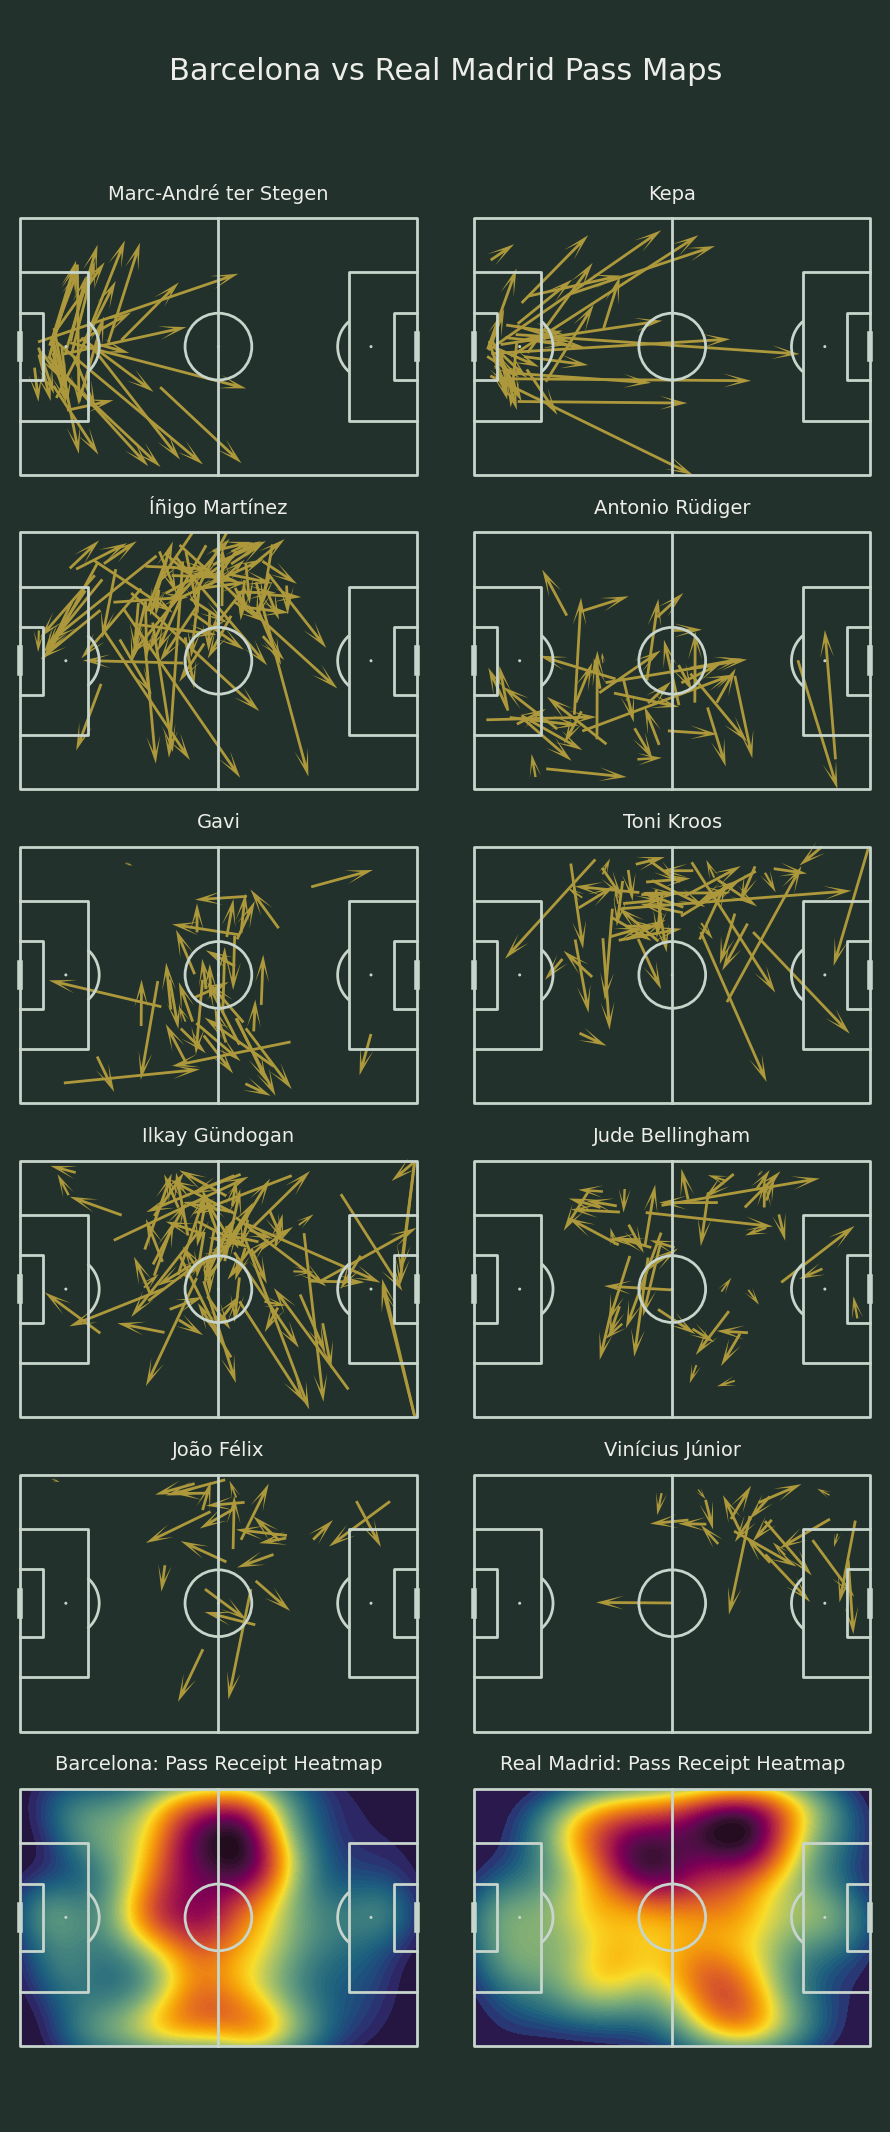 Barcelona vs Real Madrid Pass Maps
Marc-André ter Stegen
Kepa
Íñigo Martínez
Antonio Rüdiger
Gavi
Toni Kroos
Ilkay Gündogan
Jude Bellingham
João Félix
Vinícius Júnior
Barcelona: Pass Receipt Heatmap
Real Madrid: Pass Receipt Heatmap